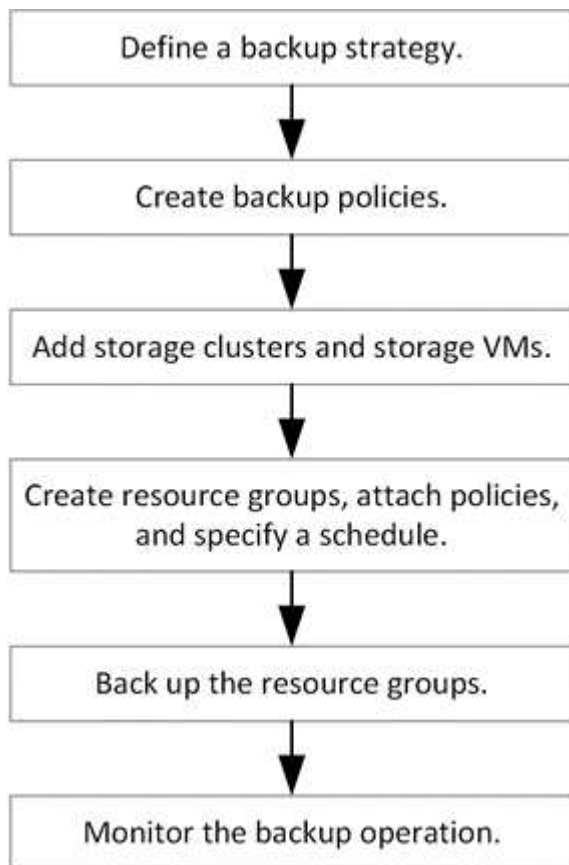 Define a backup strategy.
Create backup policies.
Add storage clusters and storage VMs.
Create resource groups, attach policies,
and specify a schedule.
Back up the resource groups.
Monitor the backup operation.